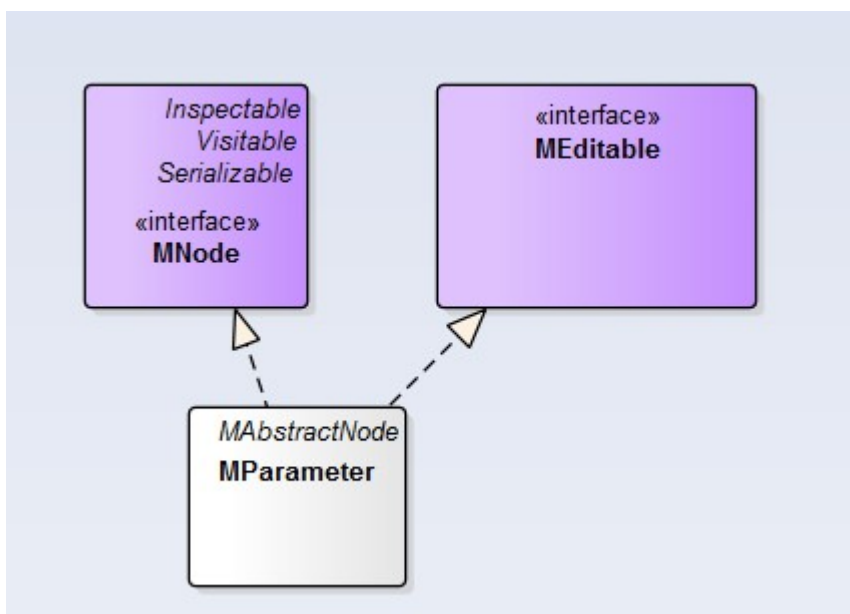 Inspectable
Visitable
Serializable
«interface»
MNode
«interface»
MEditable
MAbstractNode
MParameter